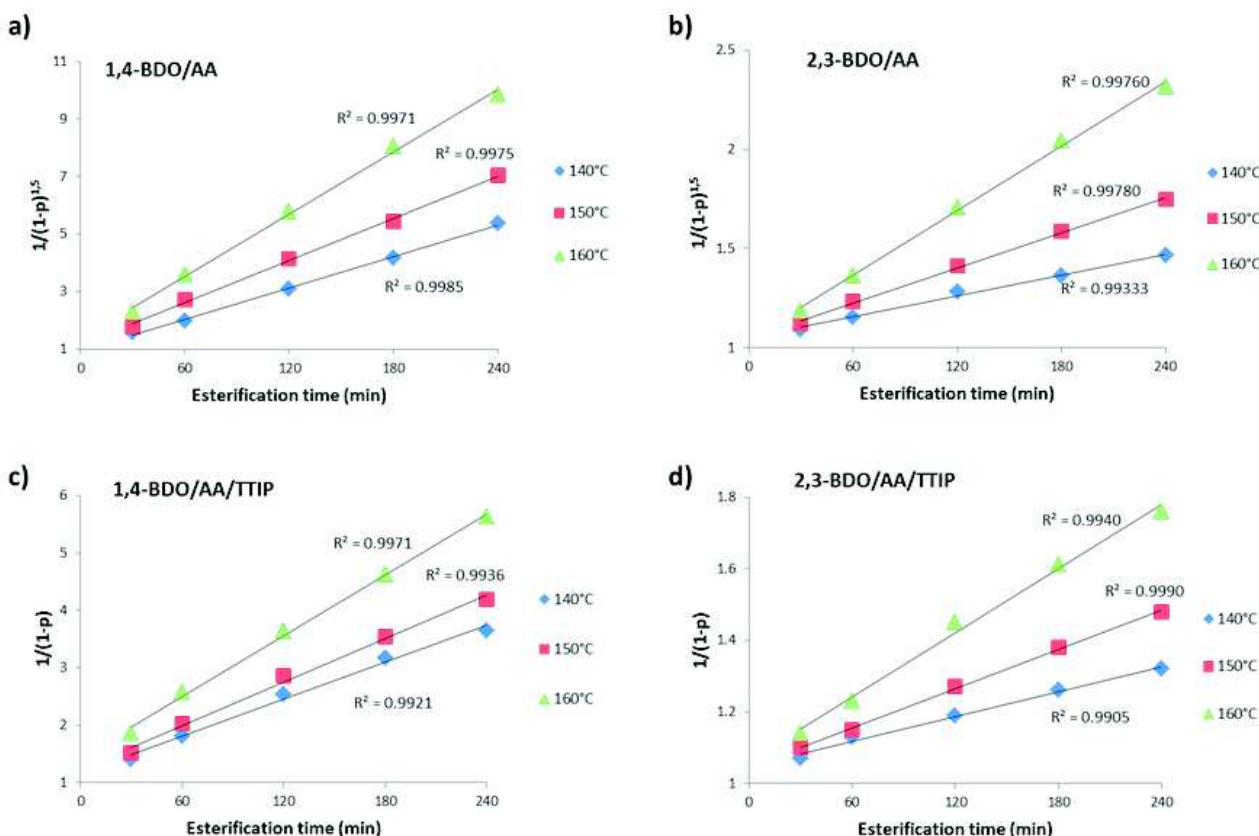 a)
1,4-BDO/AA
11
9
7
5
3
1
1/(1-p)^1,5
R² = 0.9971
R² = 0.9975
R² = 0.9985
0 60 120 180 240
Esterification time (min)
140°C
150°C
160°C
b)
2,3-BDO/AA
2.5
2
1.5
1
1/(1-p)^1,5
R² = 0.99760
R² = 0.99780
R² = 0.99333
0 60 120 180 240
Esterification time (min)
140°C
150°C
160°C
c)
1,4-BDO/AA/TTIP
6
5
4
3
2
1
1/(1-p)
R² = 0.9971
R² = 0.9936
R² = 0.9921
0 60 120 180 240
Esterification time (min)
140°C
150°C
160°C
d)
2,3-BDO/AA/TTIP
1.8
1.6
1.4
1.2
1
1/(1-p)
R² = 0.9940
R² = 0.9990
R² = 0.9905
0 60 120 180 240
Esterification time (min)
140°C
150°C
160°C